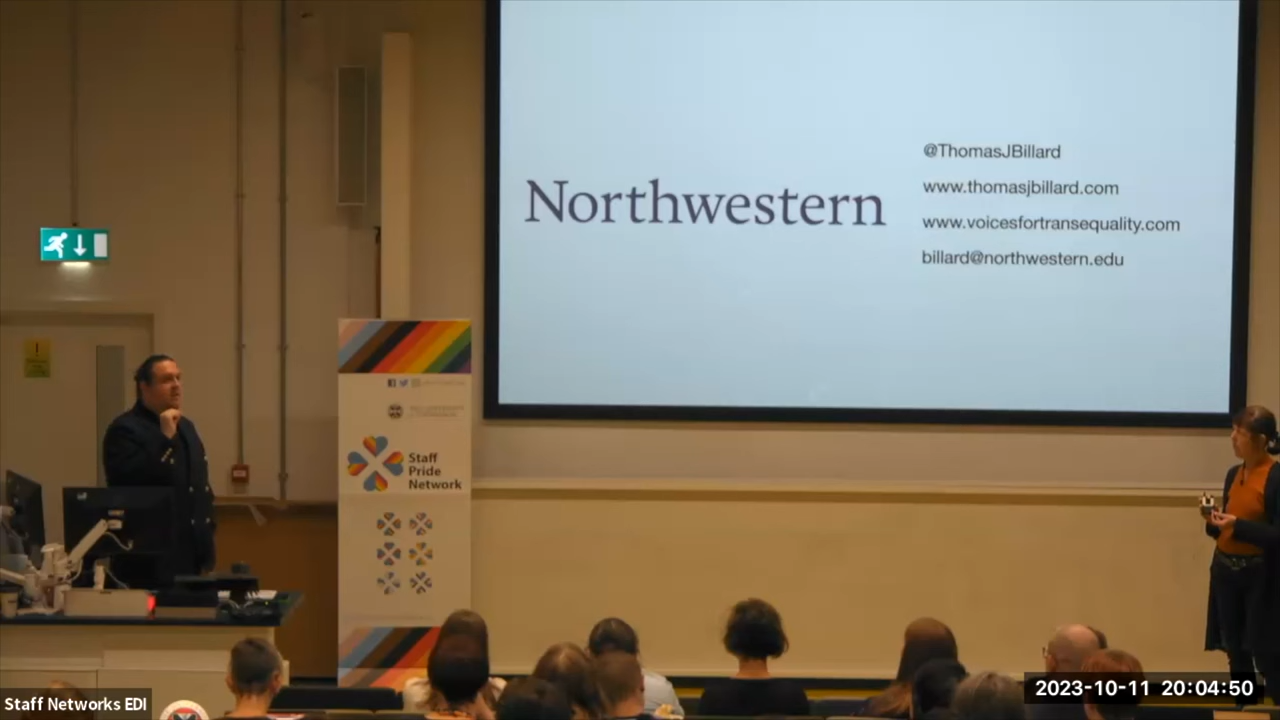 Northwestern
@ThomasJBillard
www.thomasjbillard.com
www.voicesfortransequality.com
billard@northwestern.edu
Staff
Pride
Network
Staff Networks EDI
2023-10-11 20:04:50